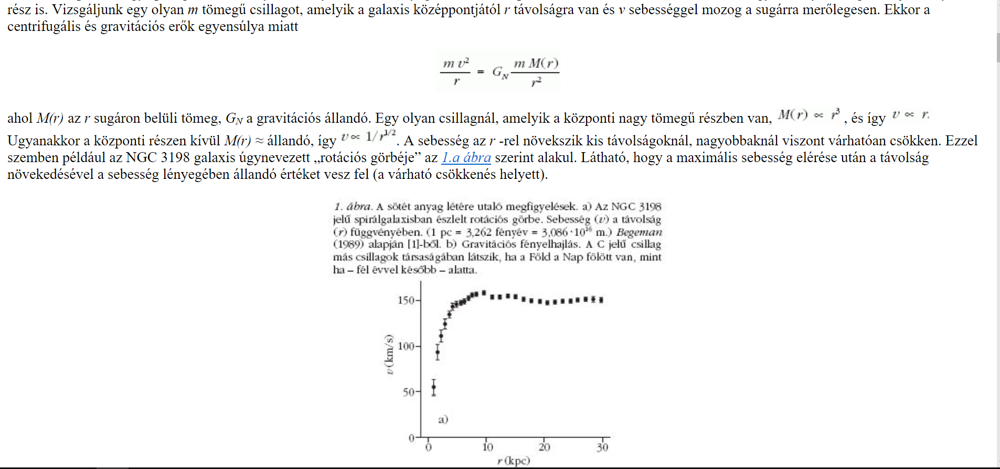 rész is. Vizsgáljunk egy olyan m tömegű csillagot, amelyik a galaxis középpontjától r távolságra van és v sebességgel mozog a sugárra merőlegesen. Ekkor a
centrifugális és gravitációs erők egyensúlya miatt
m v² / r = G_N m M(r) / r²
ahol M(r) az r sugáron belüli tömeg, G_N a gravitációs állandó. Egy olyan csillagnál, amelyik a központi nagy tömegű részben van, M(r) ∝ r³ , és így v ∝ r.
Ugyanakkor a központi részen kívül M(r) ≈ állandó, így v ∝ 1/r^1/2 . A sebesség az r -rel növekszik kis távolságoknál, nagyobbaknál viszont várhatóan csökken. Ezzel
szemben például az NGC 3198 galaxis úgynevezett „rotációs görbéje” az 1.a ábra szerint alakul. Látható, hogy a maximális sebesség elérése után a távolság
növekedésével a sebesség lényegében állandó értéket vesz fel (a várható csökkenés helyett).
1. ábra. A sötét anyag létére utaló megfigyelések. a) Az NGC 3198
jelű spirálgalaxisban észlelt rotációs görbe. Sebesség (v) a távolság
(r) függvényében. (1 pc = 3,262 fényév = 3,086·10¹⁶ m.) Begeman
(1989) alapján [1]-ből. b) Gravitációs fényelhajlás. A C jelű csillag
más csillagok társaságában látszik, ha a Föld a Nap fölött van, mint
ha – fél évvel később – alatta.
150
100
50
0
v (km/s)
a)
0 10 20 30
r (kpc)